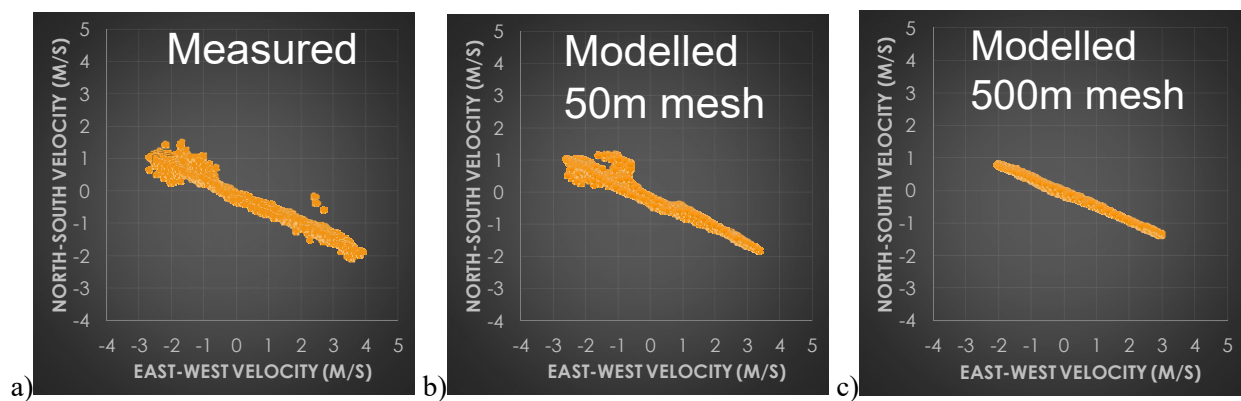 Measured
NORTH-SOUTH VELOCITY (M/S)
5
4
3
2
1
0
-1
-2
-3
-4
-4 -3 -2 -1 0 1 2 3 4 5
EAST-WEST VELOCITY (M/S)
a)
Modelled
50m mesh
NORTH-SOUTH VELOCITY (M/S)
5
4
3
2
1
0
-1
-2
-3
-4
-4 -3 -2 -1 0 1 2 3 4 5
EAST-WEST VELOCITY (M/S)
b)
Modelled
500m mesh
NORTH-SOUTH VELOCITY (M/S)
5
4
3
2
1
0
-1
-2
-3
-4
-4 -3 -2 -1 0 1 2 3 4 5
EAST-WEST VELOCITY (M/S)
c)